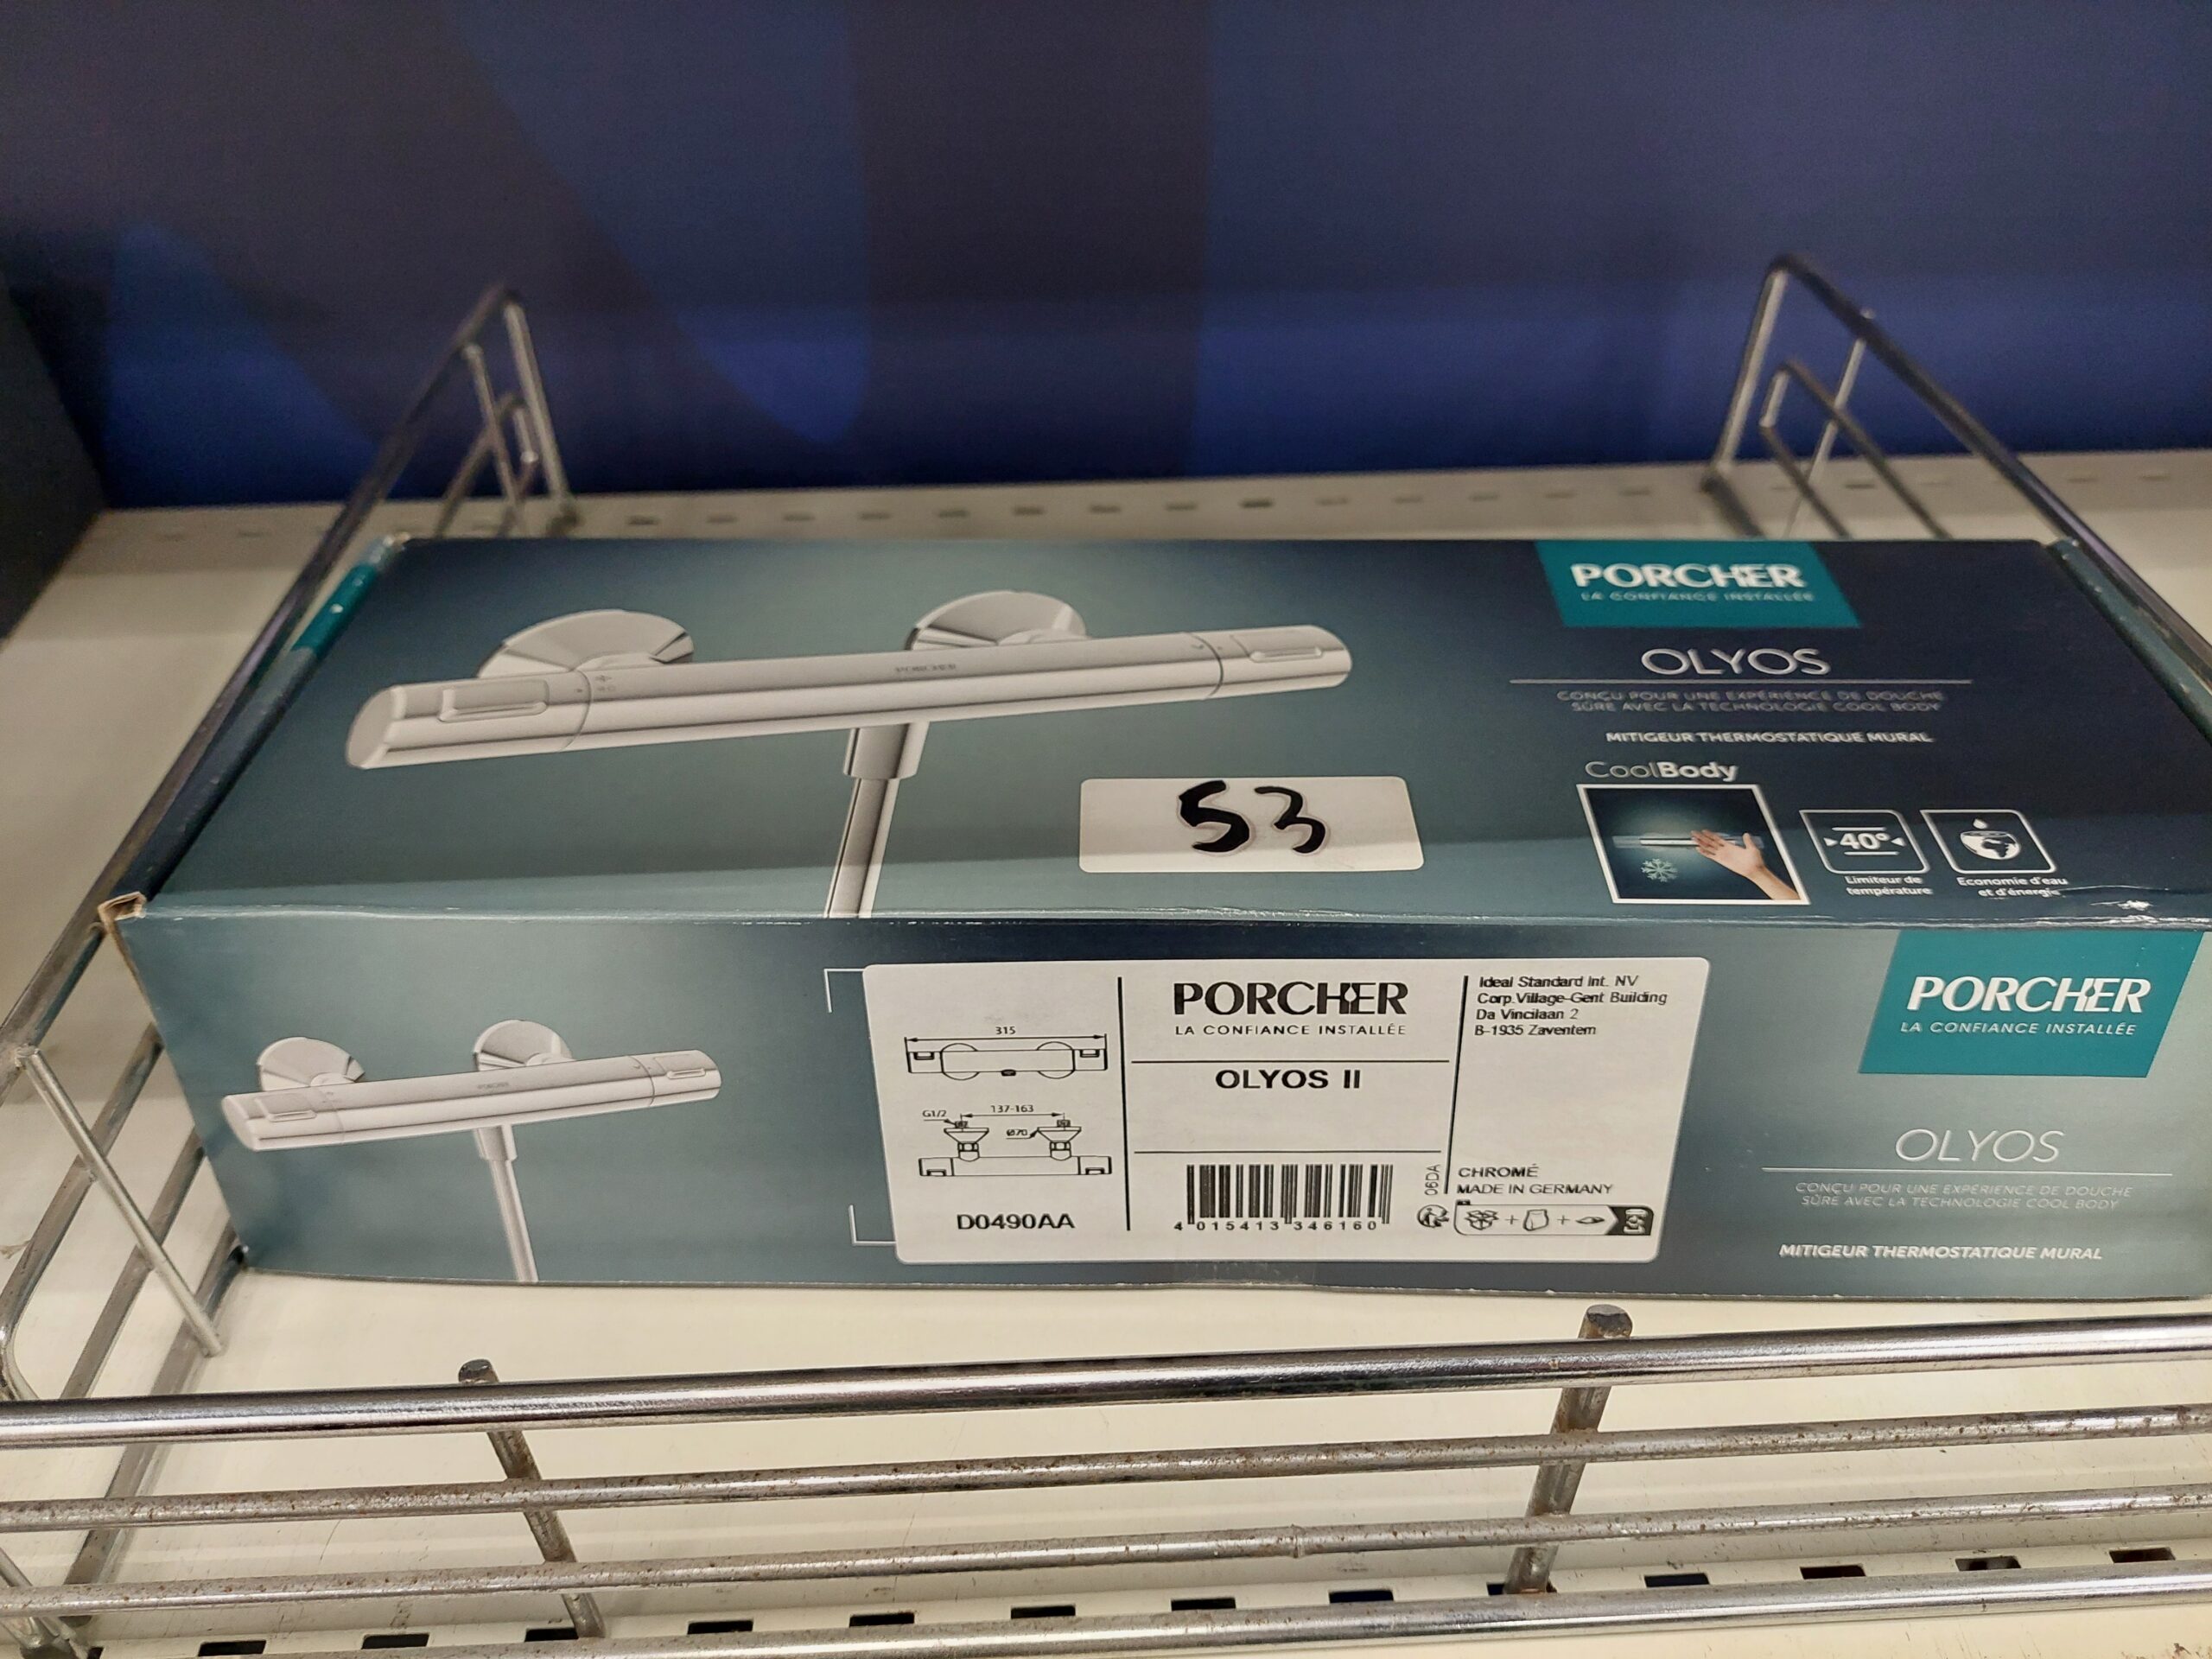 PORCHER
LA CONFIANCE INSTALLÉE
OLYOS
CONÇU POUR UNE EXPÉRIENCE DE DOUCHE
SÛRE AVEC LA TECHNOLOGIE COOL BODY
MITIGEUR THERMOSTATIQUE MURAL
CoolBody
40°
Limiteur de
température
Economie d'eau
et d'énergie
PORCHER
53
315
G1/2
137-163
Ø70
D0490AA
PORCHER
LA CONFIANCE INSTALLÉE
OLYOS II
4 015413 346160
06DA
Ideal Standard Int. NV
Corp.Village-Gent Building
Da Vincilaan 2
B-1935 Zaventem
CHROMÉ
MADE IN GERMANY
PORCHER
LA CONFIANCE INSTALLÉE
OLYOS
CONÇU POUR UNE EXPÉRIENCE DE DOUCHE
SÛRE AVEC LA TECHNOLOGIE COOL BODY
MITIGEUR THERMOSTATIQUE MURAL